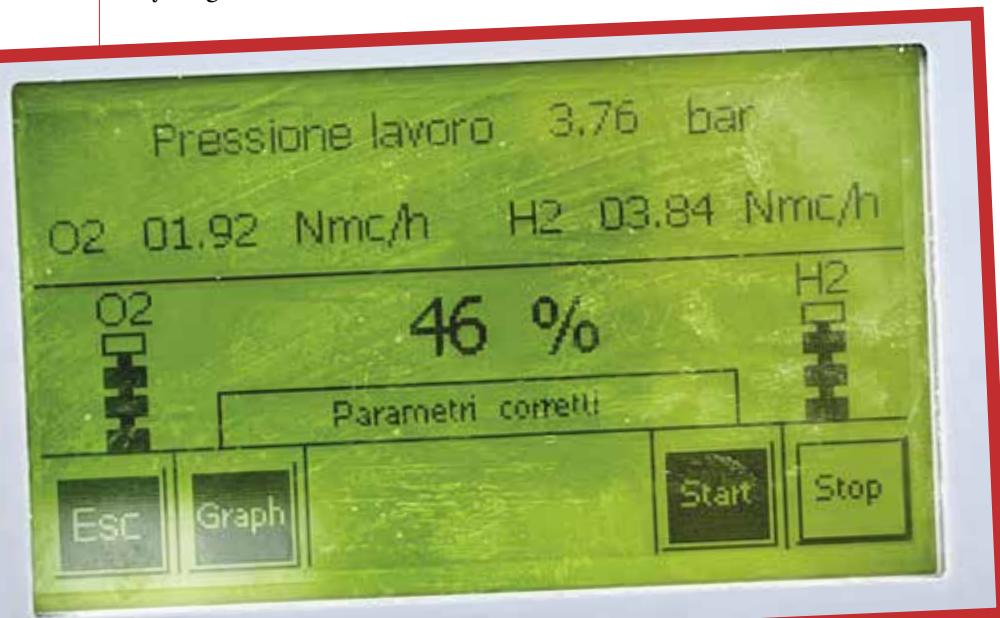 Pressione lavoro 3.76 bar
O2 01.92 Nmc/h H2 03.84 Nmc/h
O2 46 % H2
Parametri corretti
Esc Graph Start Stop